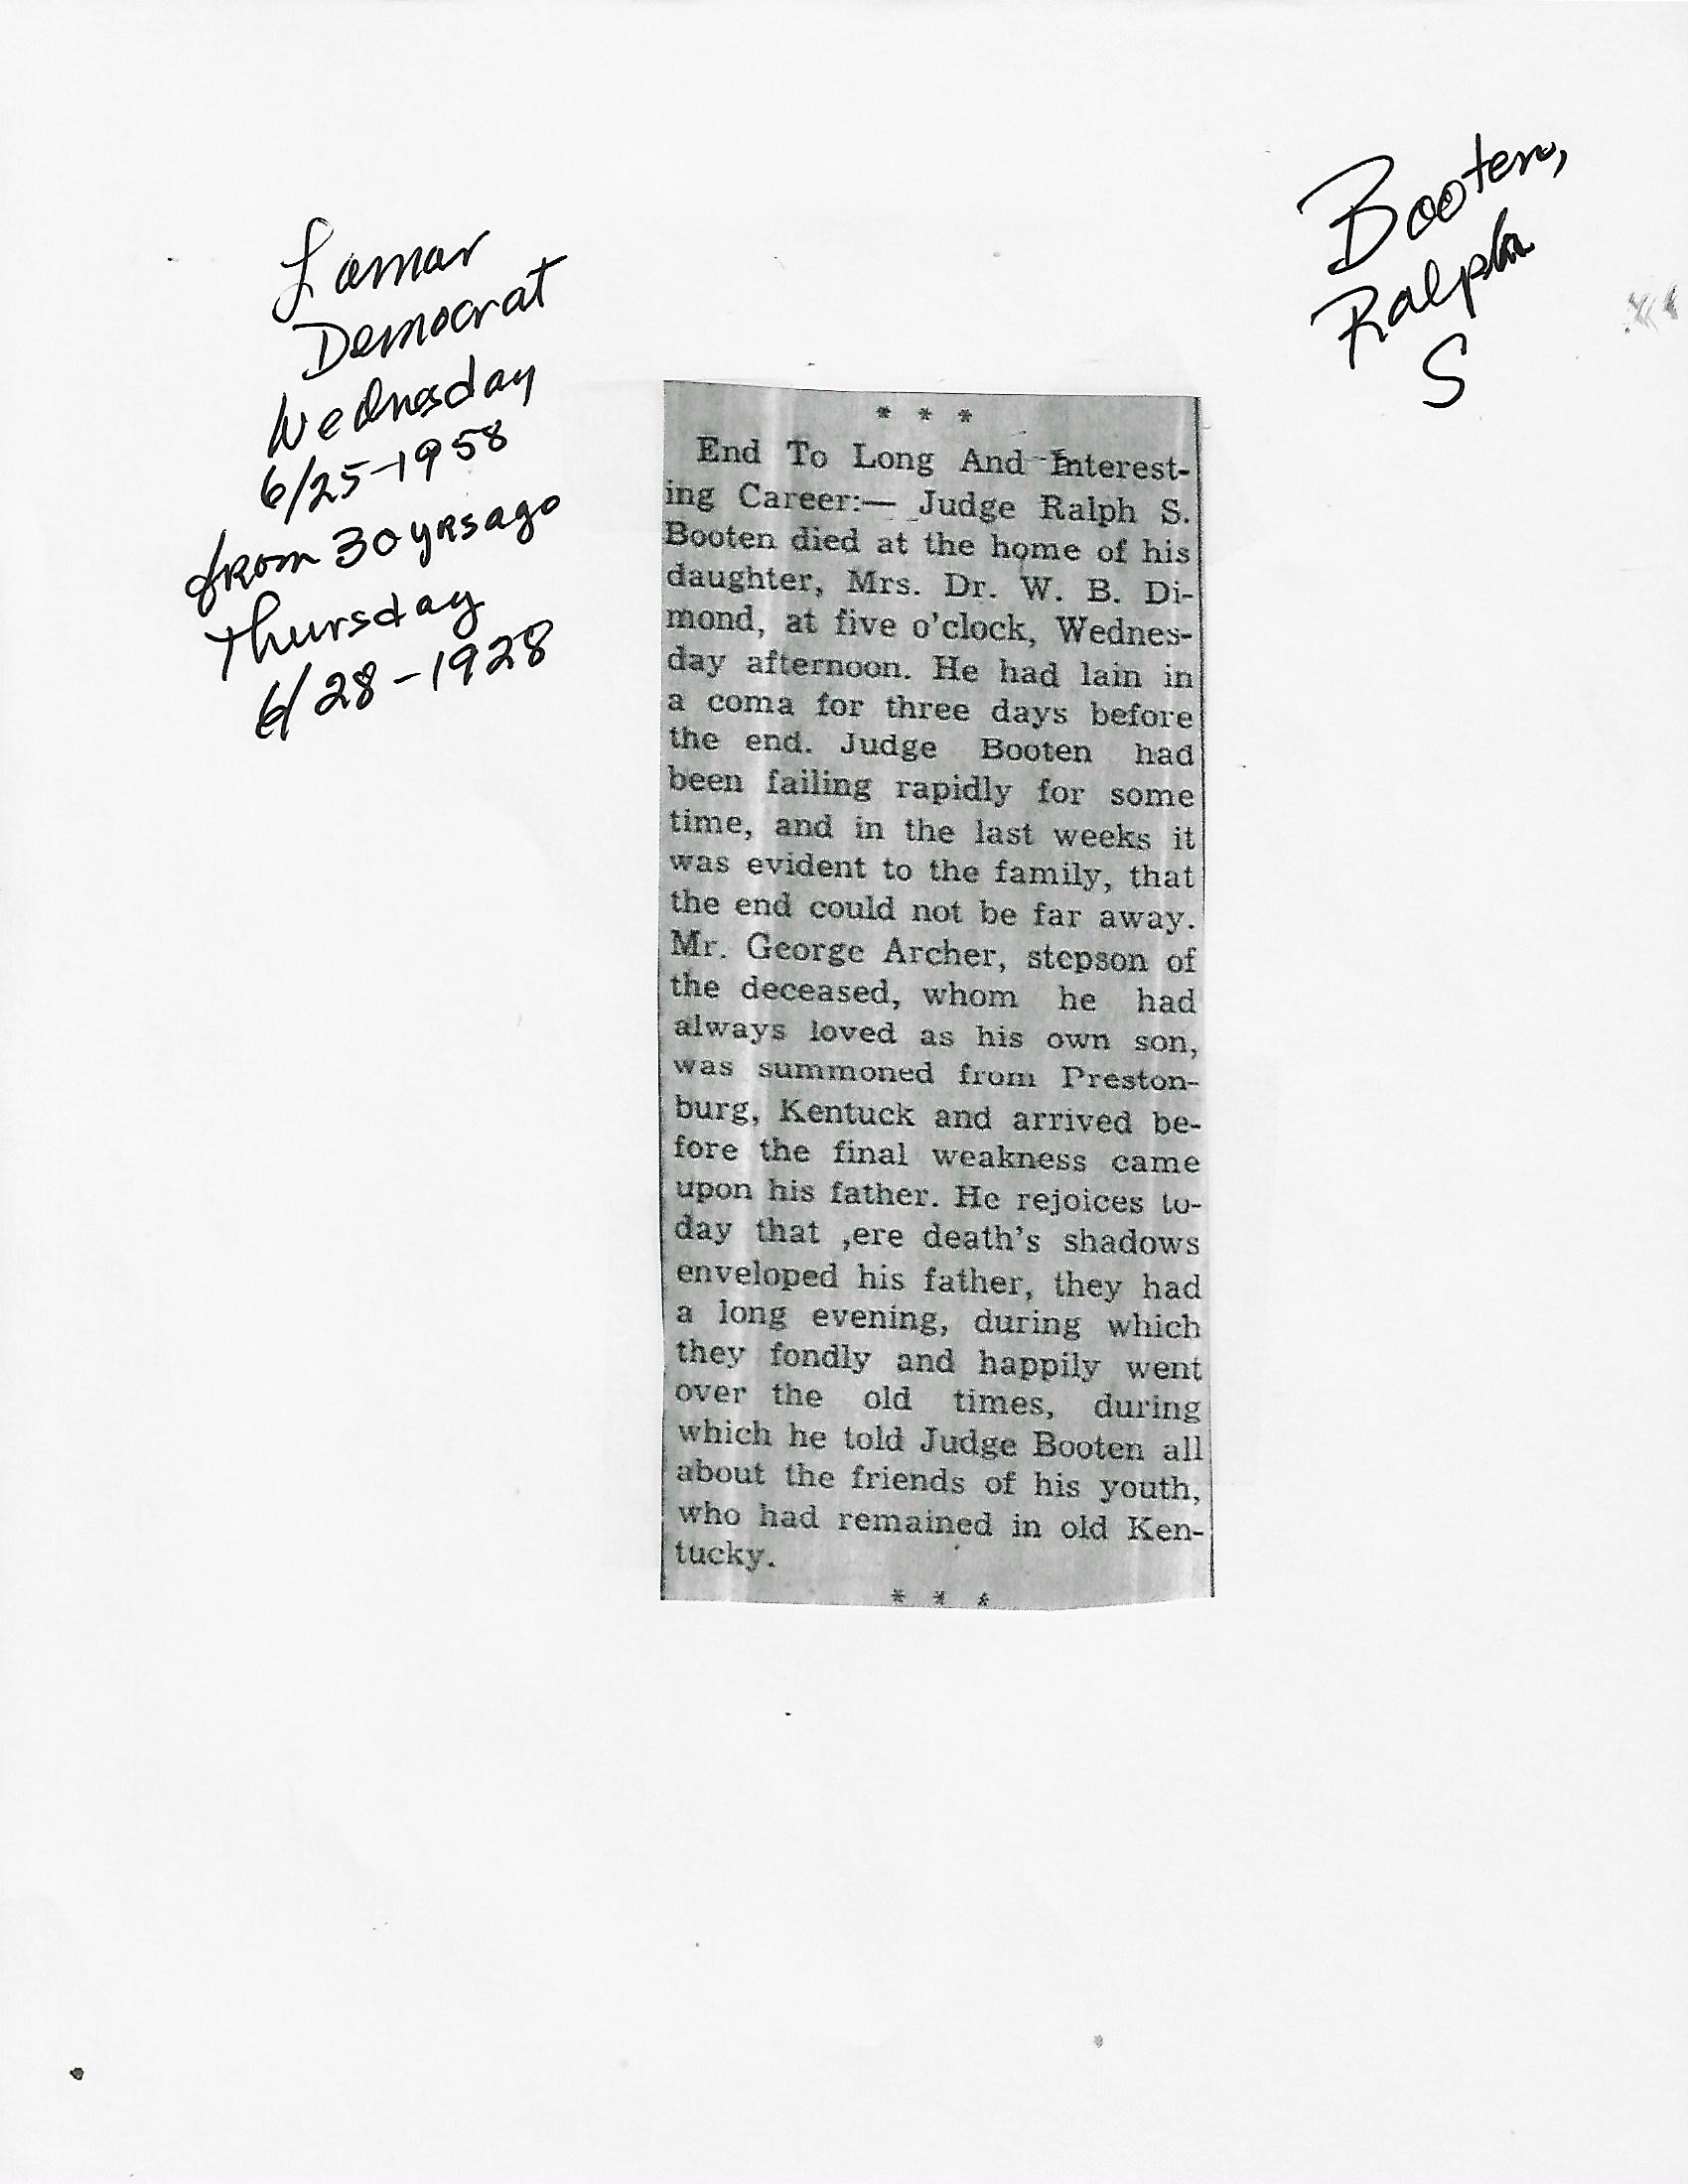 Lamar
Democrat
Wednesday
6/25-1958
from 30 yrs ago
Thursday
6/28-1928
Booten,
Ralph
S
* * *
End To Long And Interest-
ing Career:— Judge Ralph S.
Booten died at the home of his
daughter, Mrs. Dr. W. B. Di-
mond, at five o'clock, Wednes-
day afternoon. He had lain in
a coma for three days before
the end. Judge Booten had
been failing rapidly for some
time, and in the last weeks it
was evident to the family, that
the end could not be far away.
Mr. George Archer, stepson of
the deceased, whom he had
always loved as his own son,
was summoned from Preston-
burg, Kentuck and arrived be-
fore the final weakness came
upon his father. He rejoices to-
day that ,ere death's shadows
enveloped his father, they had
a long evening, during which
they fondly and happily went
over the old times, during
which he told Judge Booten all
about the friends of his youth,
who had remained in old Ken-
tucky.
* * *